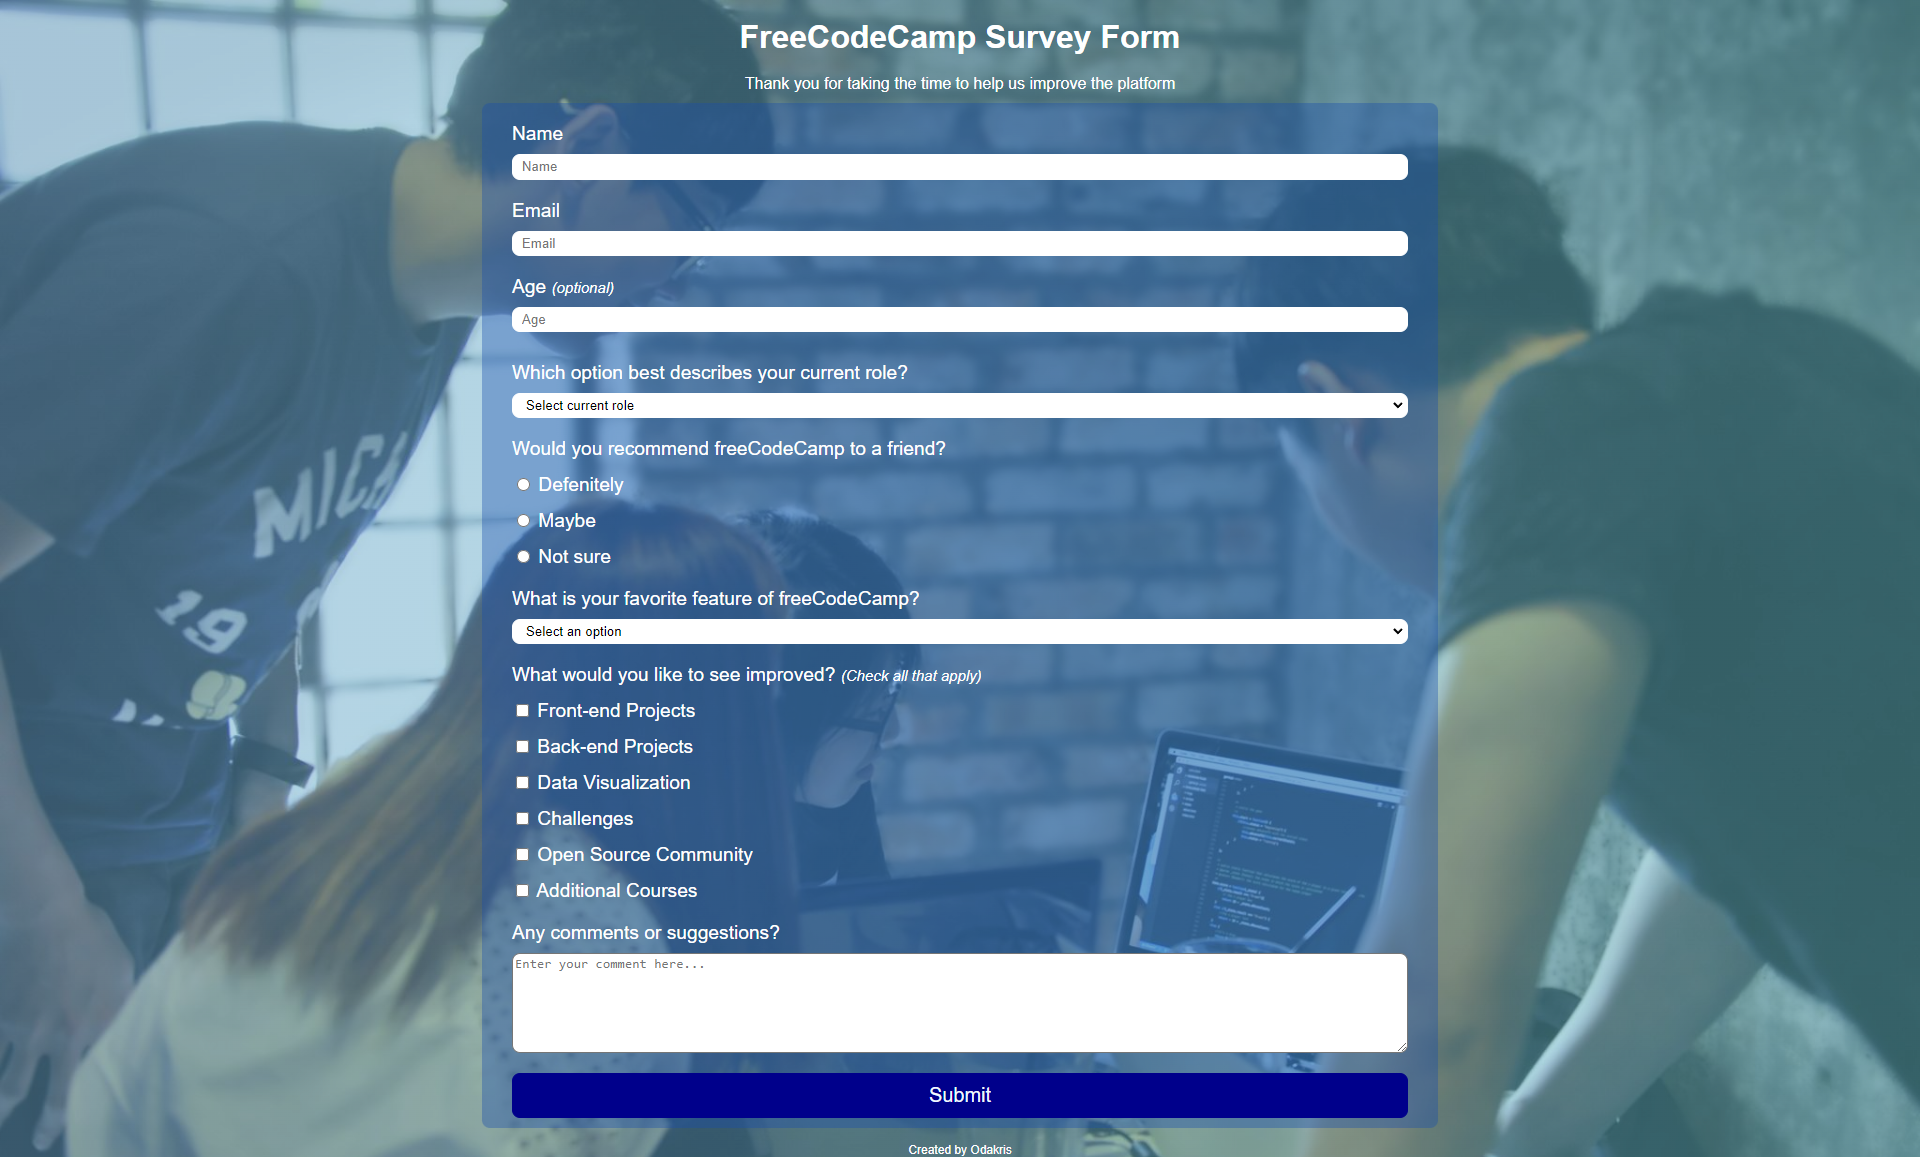 FreeCodeCamp Survey Form
Thank you for taking the time to help us improve the platform
Name
Name
Email
Email
Age (optional)
Age
Which option best describes your current role?
Select current role
Would you recommend freeCodeCamp to a friend?
Defenitely
Maybe
Not sure
What is your favorite feature of freeCodeCamp?
Select an option
What would you like to see improved? (Check all that apply)
Front-end Projects
Back-end Projects
Data Visualization
Challenges
Open Source Community
Additional Courses
Any comments or suggestions?
Enter your comment here...
Submit
Created by Odakris
19